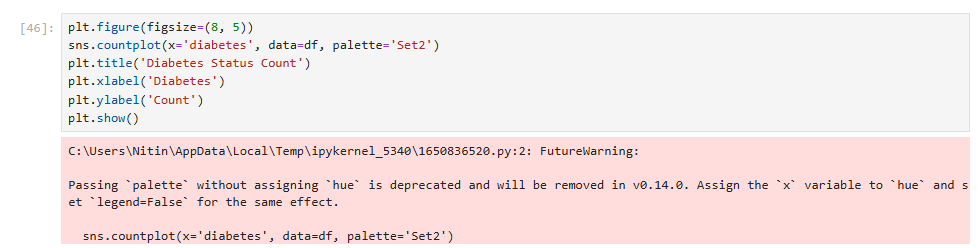 [46]: plt.figure(figsize=(8, 5))
sns.countplot(x='diabetes', data=df, palette='Set2')
plt.title('Diabetes Status Count')
plt.xlabel('Diabetes')
plt.ylabel('Count')
plt.show()
C:\Users\Nitin\AppData\Local\Temp\ipykernel_5340\1650836520.py:2: FutureWarning:
Passing `palette` without assigning `hue` is deprecated and will be removed in v0.14.0. Assign the `x` variable to `hue` and s
et `legend=False` for the same effect.
sns.countplot(x='diabetes', data=df, palette='Set2')